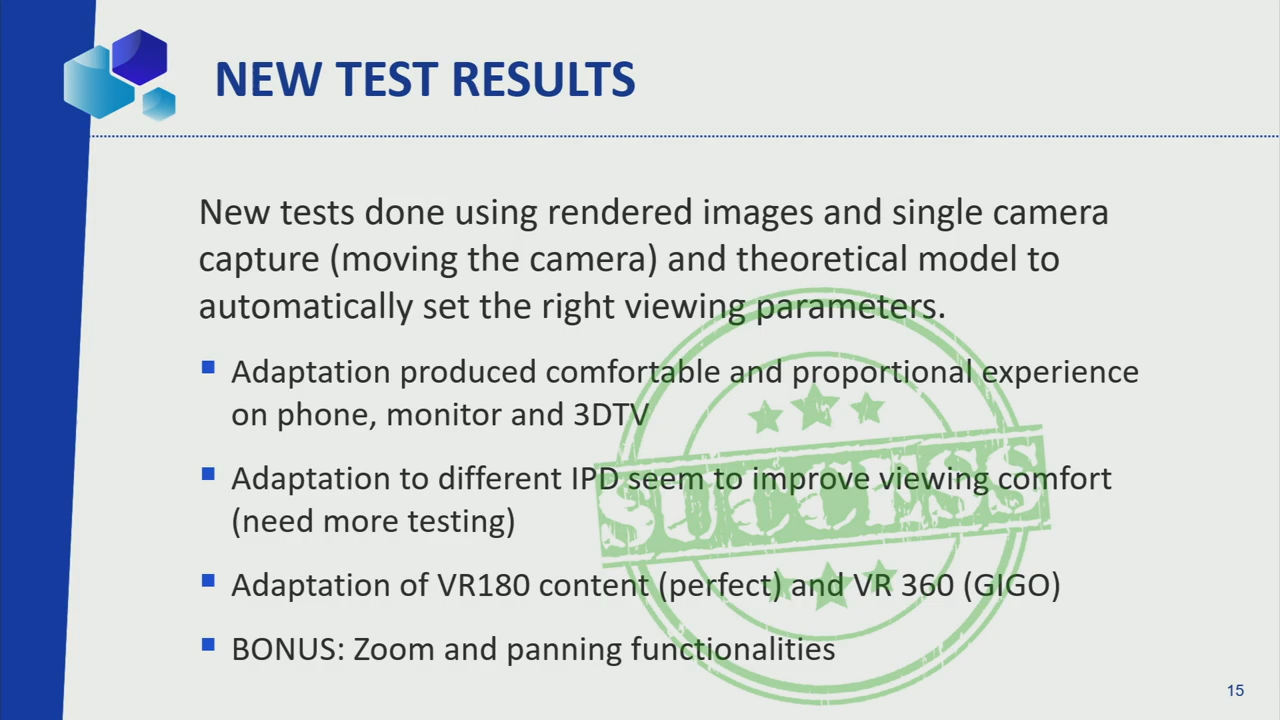 NEW TEST RESULTS
New tests done using rendered images and single camera
capture (moving the camera) and theoretical model to
automatically set the right viewing parameters.
Adaptation produced comfortable and proportional experience
on phone, monitor and 3DTV
Adaptation to different IPD seem to improve viewing comfort
(need more testing)
SUCCESS
Adaptation of VR180 content (perfect) and VR 360 (GIGO)
BONUS: Zoom and panning functionalities
15